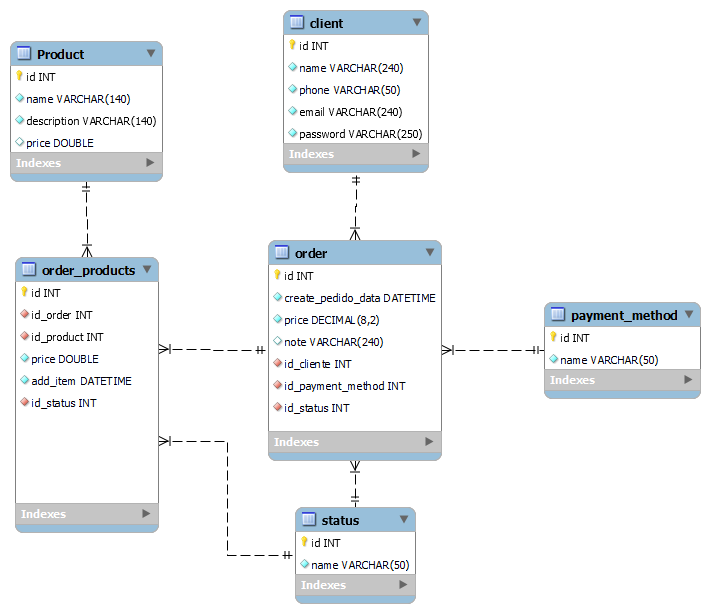 Product
id INT
name VARCHAR(140)
description VARCHAR(140)
price DOUBLE
Indexes
client
id INT
name VARCHAR(240)
phone VARCHAR(50)
email VARCHAR(240)
password VARCHAR(250)
Indexes
order_products
id INT
id_order INT
id_product INT
price DOUBLE
add_item DATETIME
id_status INT
Indexes
order
id INT
create_pedido_data DATETIME
price DECIMAL(8,2)
note VARCHAR(240)
id_cliente INT
id_payment_method INT
id_status INT
Indexes
payment_method
id INT
name VARCHAR(50)
Indexes
status
id INT
name VARCHAR(50)
Indexes